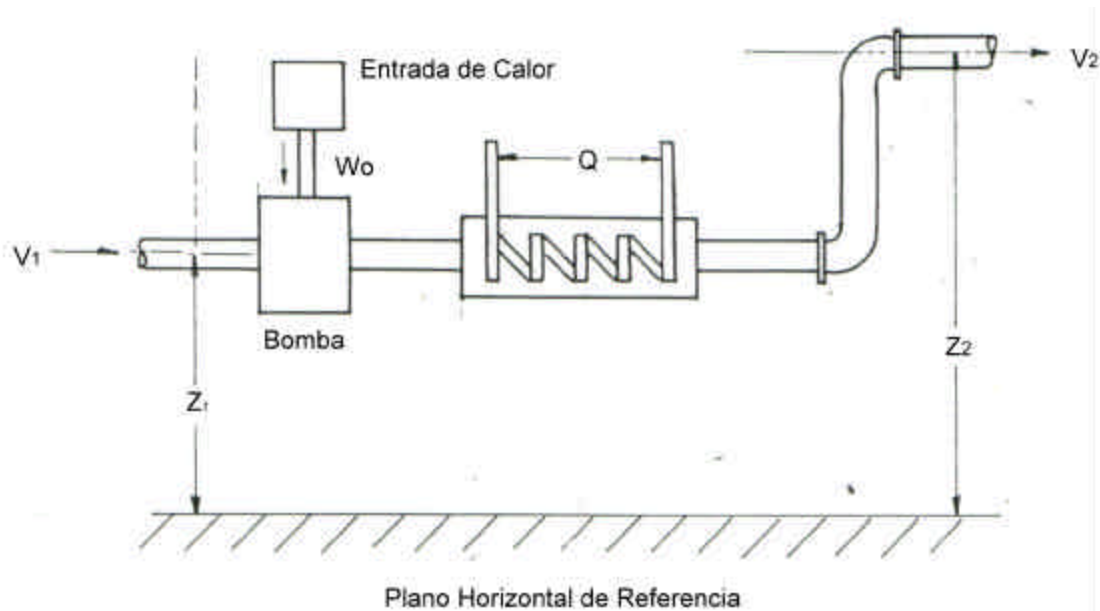 Entrada de Calor
V2
Wo
Q
V1
Bomba
Z2
Z1
Plano Horizontal de Referencia